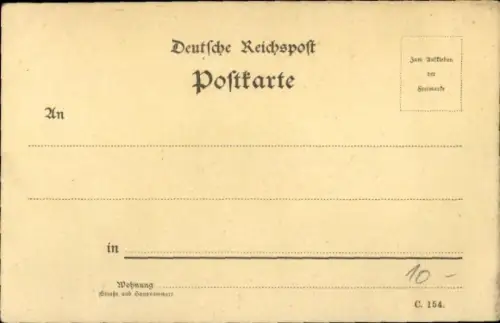 Deutsche Reichspost
Postkarte
Zum Aufkleben
der
Freimarke
An
in
10 -
Wohnung
(Straße und Hausnummer)
C. 154.